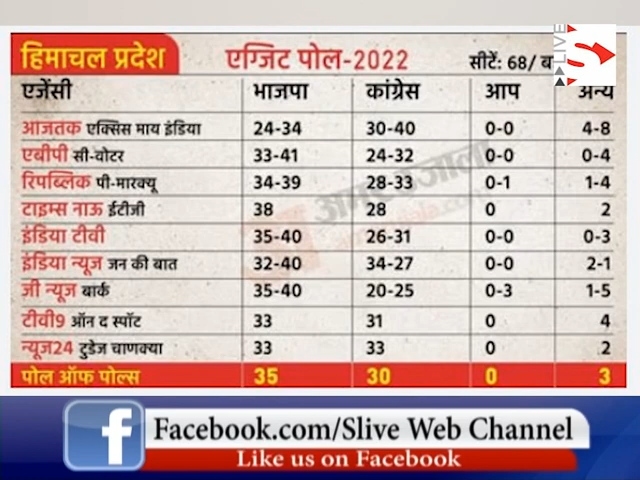 हिमाचल प्रदेश एग्जिट पोल-2022 सीटें: 68/ LIVE
एजेंसी भाजपा कांग्रेस आप अन्य
आजतक एक्सिस माय इंडिया 24-34 30-40 0-0 4-8
एबीपी सी-वोटर 33-41 24-32 0-0 0-4
रिपब्लिक पी-मारक्यू 34-39 28-33 0-1 1-4
टाइम्स नाऊ ईटीजी 38 28 0 2
इंडिया टीवी 35-40 26-31 0-0 0-3
इंडिया न्यूज जन की बात 32-40 34-27 0-0 2-1
जी न्यूज बार्क 35-40 20-25 0-3 1-5
टीवी9 ऑन द स्पॉट 33 31 0 4
न्यूज24 टुडेज चाणक्या 33 33 0 2
पोल ऑफ पोल्स 35 30 0 3
अमर उजाला
Facebook.com/Slive Web Channel
Like us on Facebook